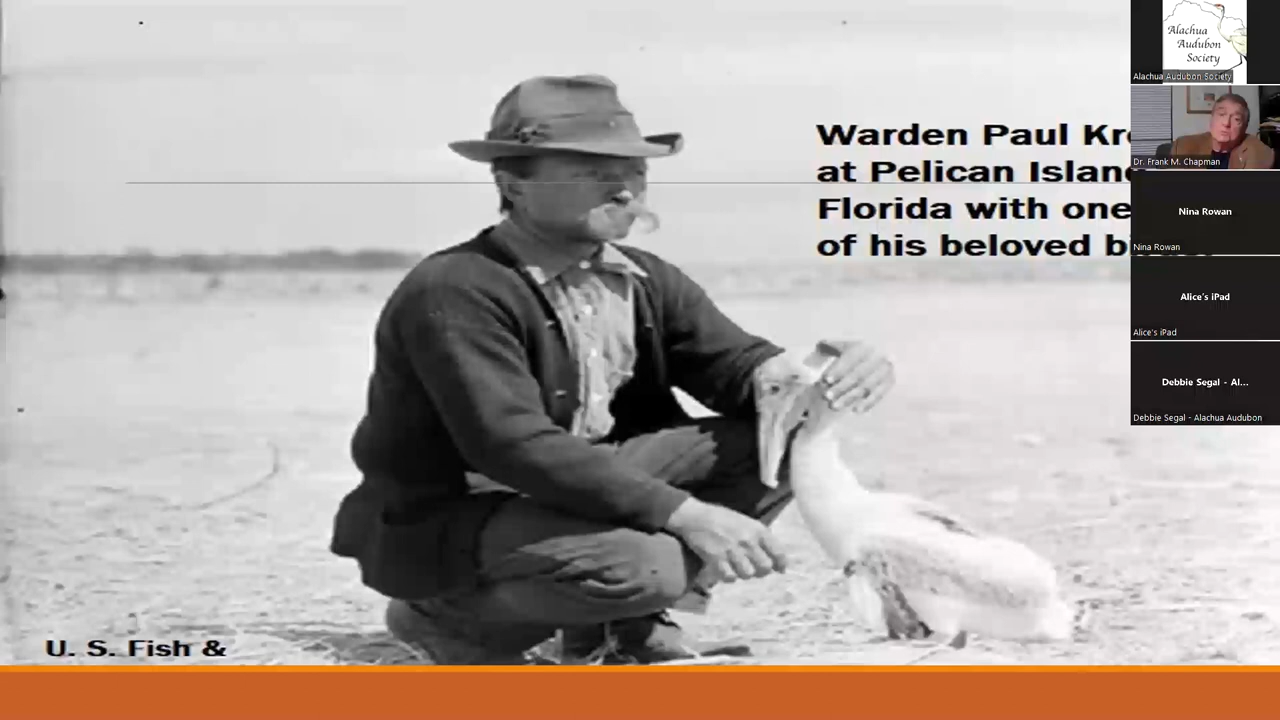 Warden Paul Kr
at Pelican Islan
Florida with one
of his beloved b
U. S. Fish &
Alachua
Audubon
Society
Alachua Audubon Society
Dr. Frank M. Chapman
Nina Rowan
Nina Rowan
Alice's iPad
Alice's iPad
Debbie Segal - Al...
Debbie Segal - Alachua Audubon